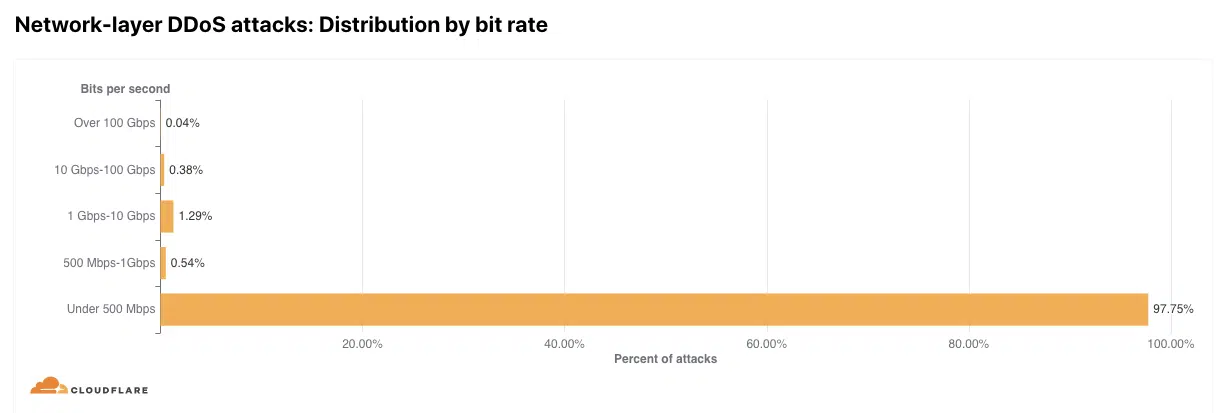 Network-layer DDoS attacks: Distribution by bit rate
Bits per second
Over 100 Gbps 0.04%
10 Gbps-100 Gbps 0.38%
1 Gbps-10 Gbps 1.29%
500 Mbps-1Gbps 0.54%
Under 500 Mbps 97.75%
20.00% 40.00% 60.00% 80.00% 100.00%
Percent of attacks
CLOUDFLARE